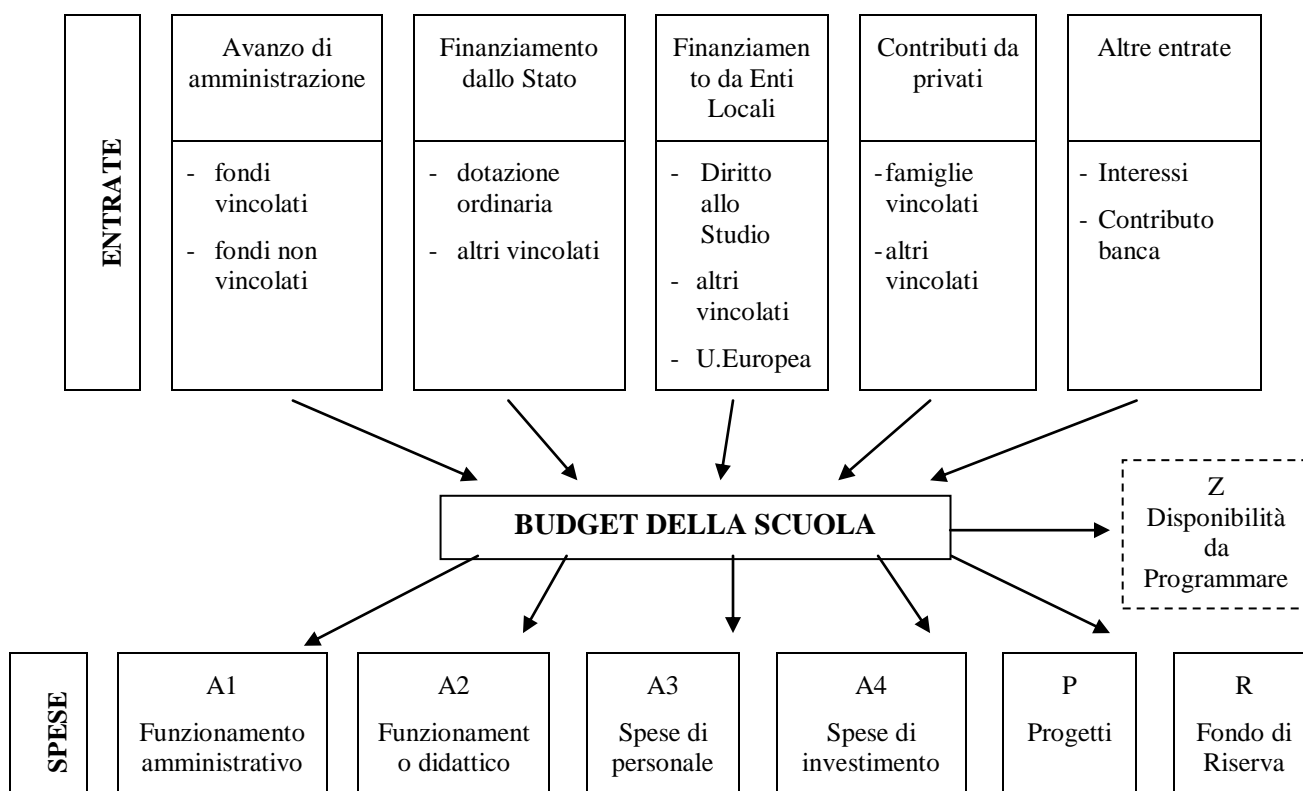 ENTRATE
Avanzo di
amministrazione
- fondi
vincolati
- fondi non
vincolati
Finanziamento
dallo Stato
- dotazione
ordinaria
- altri vincolati
Finanziamen
to da Enti
Locali
- Diritto
allo
Studio
- altri
vincolati
- U.Europea
Contributi da
privati
-famiglie
vincolati
-altri
vincolati
Altre entrate
- Interessi
- Contributo
banca
BUDGET DELLA SCUOLA
Z
Disponibilità
da
Programmare
SPESE
A1
Funzionamento
amministrativo
A2
Funzionament
o didattico
A3
Spese di
personale
A4
Spese di
investimento
P
Progetti
R
Fondo di
Riserva